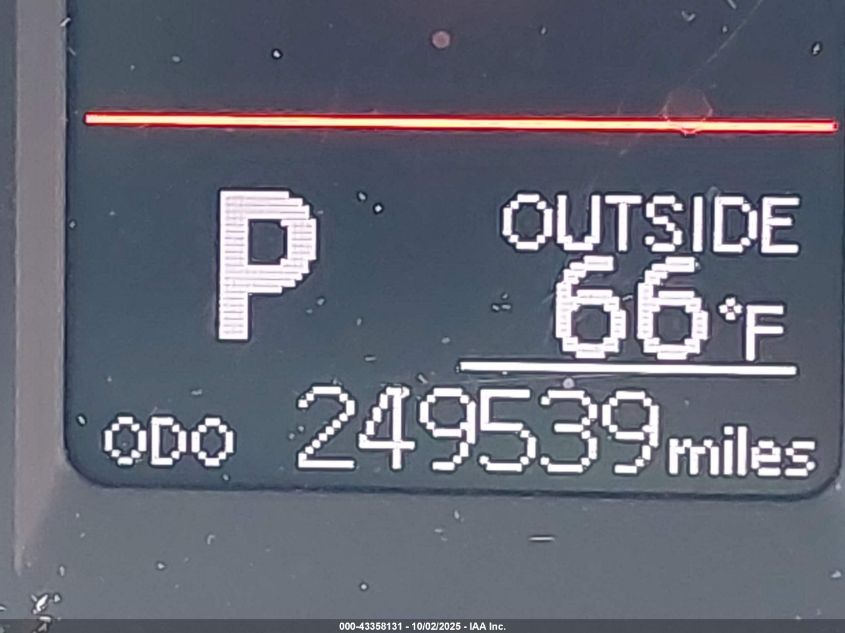 P
OUTSIDE
66°F
ODO 249539 miles
000-43358131 - 10/02/2025 - IAA Inc.